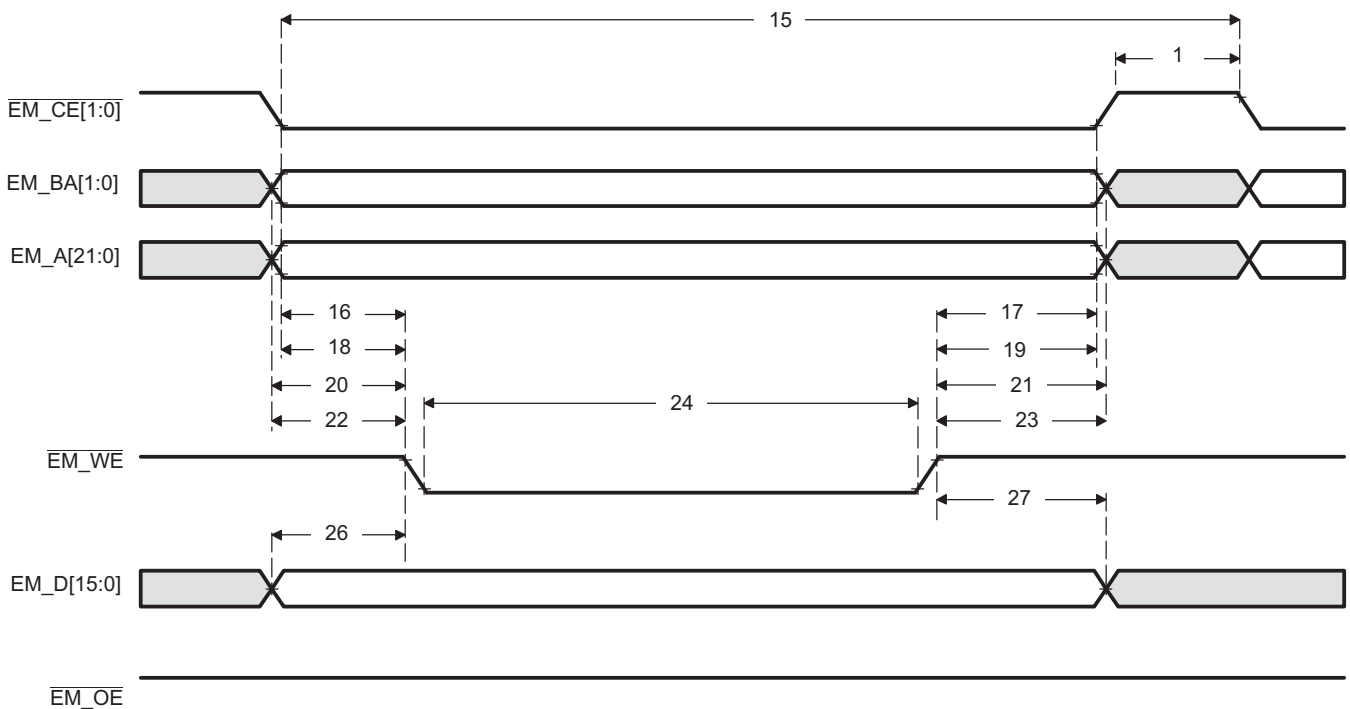 15
1
EM_CE[1:0]
EM_BA[1:0]
EM_A[21:0]
16 17
18 19
20 21
24
22 23
EM_WE
27
26
EM_D[15:0]
EM_OE